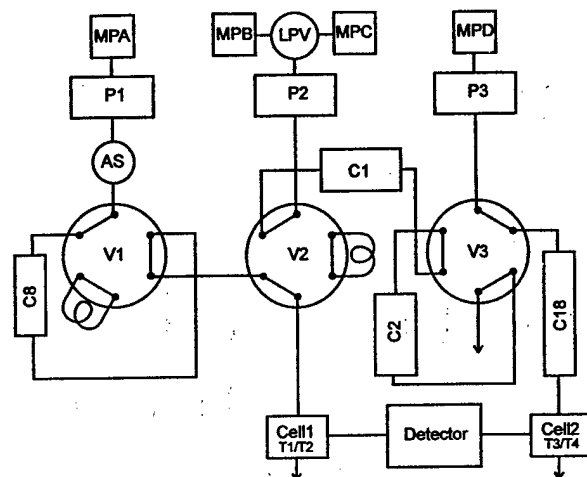 MPA
MPB
LPV
MPC
MPD
P1
P2
P3
AS
C1
V1
V2
V3
C8
C2
C18
Cell1
T1/T2
Detector
Cell2
T3/T4